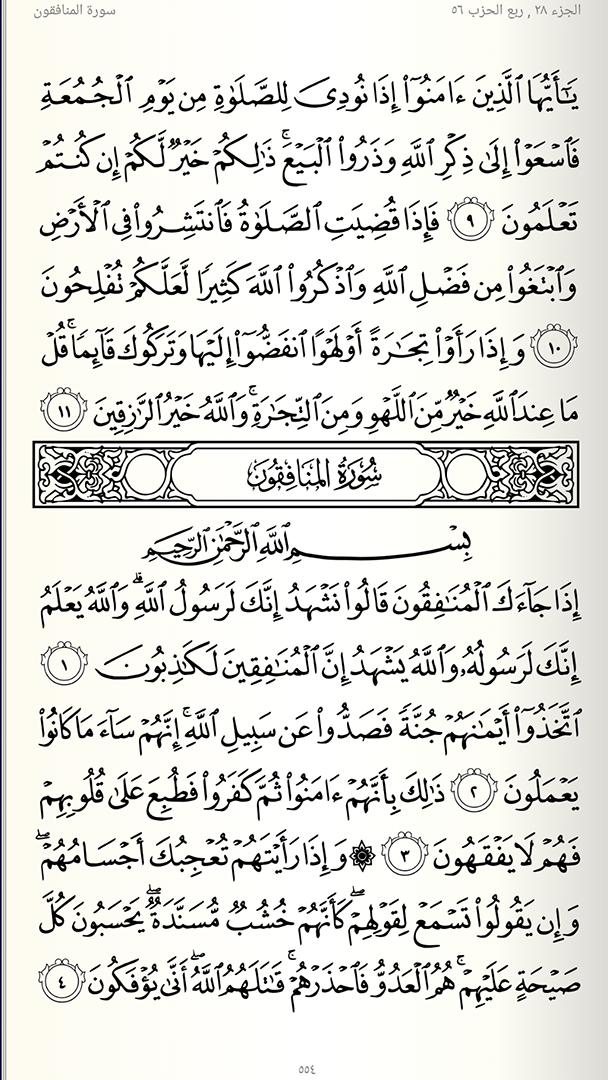 الجزء ٢٨ , ربع الحزب ٥٦
سورة المنافقون
يَـٰٓأَيُّهَا ٱلَّذِينَ ءَامَنُوٓا۟ إِذَا نُودِىَ لِلصَّلَوٰةِ مِن يَوْمِ ٱلْجُمُعَةِ
فَٱسْعَوْا۟ إِلَىٰ ذِكْرِ ٱللَّهِ وَذَرُوا۟ ٱلْبَيْعَ ۚ ذَٰلِكُمْ خَيْرٌ لَّكُمْ إِن كُنتُمْ
تَعْلَمُونَ ٩ فَإِذَا قُضِيَتِ ٱلصَّلَوٰةُ فَٱنتَشِرُوا۟ فِى ٱلْأَرْضِ
وَٱبْتَغُوا۟ مِن فَضْلِ ٱللَّهِ وَٱذْكُرُوا۟ ٱللَّهَ كَثِيرًا لَّعَلَّكُمْ تُفْلِحُونَ
١٠ وَإِذَا رَأَوْا۟ تِجَـٰرَةً أَوْ لَهْوًا ٱنفَضُّوٓا۟ إِلَيْهَا وَتَرَكُوكَ قَآئِمًا ۚ قُلْ
مَا عِندَ ٱللَّهِ خَيْرٌ مِّنَ ٱللَّهْوِ وَمِنَ ٱلتِّجَـٰرَةِ ۚ وَٱللَّهُ خَيْرُ ٱلرَّٰزِقِينَ ١١
سُورَةُ المُنَافِقُونَ
بِسْمِ ٱللَّهِ ٱلرَّحْمَـٰنِ ٱلرَّحِيمِ
إِذَا جَآءَكَ ٱلْمُنَـٰفِقُونَ قَالُوا۟ نَشْهَدُ إِنَّكَ لَرَسُولُ ٱللَّهِ ۗ وَٱللَّهُ يَعْلَمُ
إِنَّكَ لَرَسُولُهُۥ وَٱللَّهُ يَشْهَدُ إِنَّ ٱلْمُنَـٰفِقِينَ لَكَـٰذِبُونَ ١
ٱتَّخَذُوٓا۟ أَيْمَـٰنَهُمْ جُنَّةً فَصَدُّوا۟ عَن سَبِيلِ ٱللَّهِ ۚ إِنَّهُمْ سَآءَ مَا كَانُوا۟
يَعْمَلُونَ ٢ ذَٰلِكَ بِأَنَّهُمْ ءَامَنُوا۟ ثُمَّ كَفَرُوا۟ فَطُبِعَ عَلَىٰ قُلُوبِهِمْ
فَهُمْ لَا يَفْقَهُونَ ٣ ۞ وَإِذَا رَأَيْتَهُمْ تُعْجِبُكَ أَجْسَامُهُمْ ۖ
وَإِن يَقُولُوا۟ تَسْمَعْ لِقَوْلِهِمْ ۖ كَأَنَّهُمْ خُشُبٌ مُّسَنَّدَةٌ ۖ يَحْسَبُونَ كُلَّ
صَيْحَةٍ عَلَيْهِمْ ۚ هُمُ ٱلْعَدُوُّ فَٱحْذَرْهُمْ ۚ قَـٰتَلَهُمُ ٱللَّهُ ۖ أَنَّىٰ يُؤْفَكُونَ ٤
٥٥٤